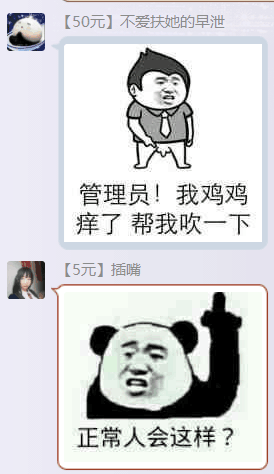 【50元】不爱扶她的早泄
管理员！我鸡鸡
痒了 帮我吹一下
【5元】插嘴
正常人会这样？